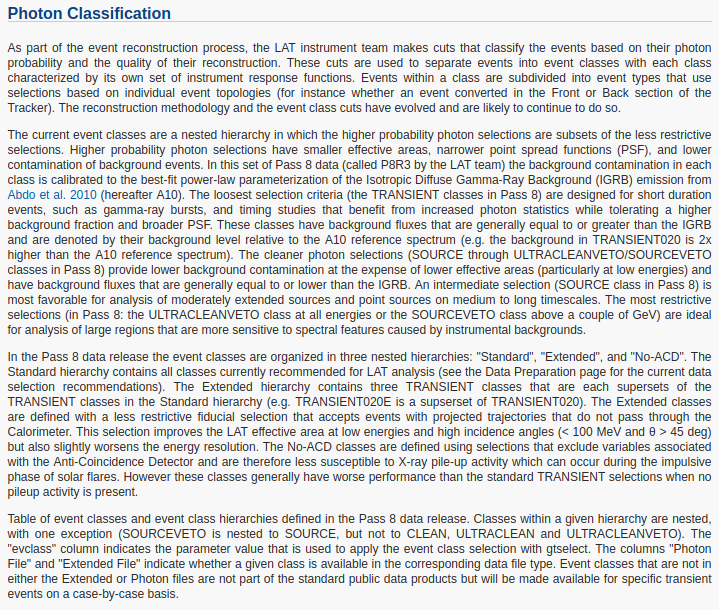 Photon Classification
As part of the event reconstruction process, the LAT instrument team makes cuts that classify the events based on their photon
probability and the quality of their reconstruction. These cuts are used to separate events into event classes with each class
characterized by its own set of instrument response functions. Events within a class are subdivided into event types that use
selections based on individual event topologies (for instance whether an event converted in the Front or Back section of the
Tracker). The reconstruction methodology and the event class cuts have evolved and are likely to continue to do so.
The current event classes are a nested hierarchy in which the higher probability photon selections are subsets of the less restrictive
selections. Higher probability photon selections have smaller effective areas, narrower point spread functions (PSF), and lower
contamination of background events. In this set of Pass 8 data (called P8R3 by the LAT team) the background contamination in each
class is calibrated to the best-fit power-law parameterization of the Isotropic Diffuse Gamma-Ray Background (IGRB) emission from
Abdo et al. 2010 (hereafter A10). The loosest selection criteria (the TRANSIENT classes in Pass 8) are designed for short duration
events, such as gamma-ray bursts, and timing studies that benefit from increased photon statistics while tolerating a higher
background fraction and broader PSF. These classes have background fluxes that are generally equal to or greater than the IGRB
and are denoted by their background level relative to the A10 reference spectrum (e.g. the background in TRANSIENT020 is 2x
higher than the A10 reference spectrum). The cleaner photon selections (SOURCE through ULTRACLEANVETO/SOURCEVETO
classes in Pass 8) provide lower background contamination at the expense of lower effective areas (particularly at low energies) and
have background fluxes that are generally equal to or lower than the IGRB. An intermediate selection (SOURCE class in Pass 8) is
most favorable for analysis of moderately extended sources and point sources on medium to long timescales. The most restrictive
selections (in Pass 8: the ULTRACLEANVETO class at all energies or the SOURCEVETO class above a couple of GeV) are ideal
for analysis of large regions that are more sensitive to spectral features caused by instrumental backgrounds.
In the Pass 8 data release the event classes are organized in three nested hierarchies: "Standard", "Extended", and "No-ACD". The
Standard hierarchy contains all classes currently recommended for LAT analysis (see the Data Preparation page for the current data
selection recommendations). The Extended hierarchy contains three TRANSIENT classes that are each supersets of the
TRANSIENT classes in the Standard hierarchy (e.g. TRANSIENT020E is a supserset of TRANSIENT020). The Extended classes
are defined with a less restrictive fiducial selection that accepts events with projected trajectories that do not pass through the
Calorimeter. This selection improves the LAT effective area at low energies and high incidence angles (< 100 MeV and θ > 45 deg)
but also slightly worsens the energy resolution. The No-ACD classes are defined using selections that exclude variables associated
with the Anti-Coincidence Detector and are therefore less susceptible to X-ray pile-up activity which can occur during the impulsive
phase of solar flares. However these classes generally have worse performance than the standard TRANSIENT selections when no
pileup activity is present.
Table of event classes and event class hierarchies defined in the Pass 8 data release. Classes within a given hierarchy are nested,
with one exception (SOURCEVETO is nested to SOURCE, but not to CLEAN, ULTRACLEAN and ULTRACLEANVETO). The
"evclass" column indicates the parameter value that is used to apply the event class selection with gtselect. The columns "Photon
File" and "Extended File" indicate whether a given class is available in the corresponding data file type. Event classes that are not in
either the Extended or Photon files are not part of the standard public data products but will be made available for specific transient
events on a case-by-case basis.